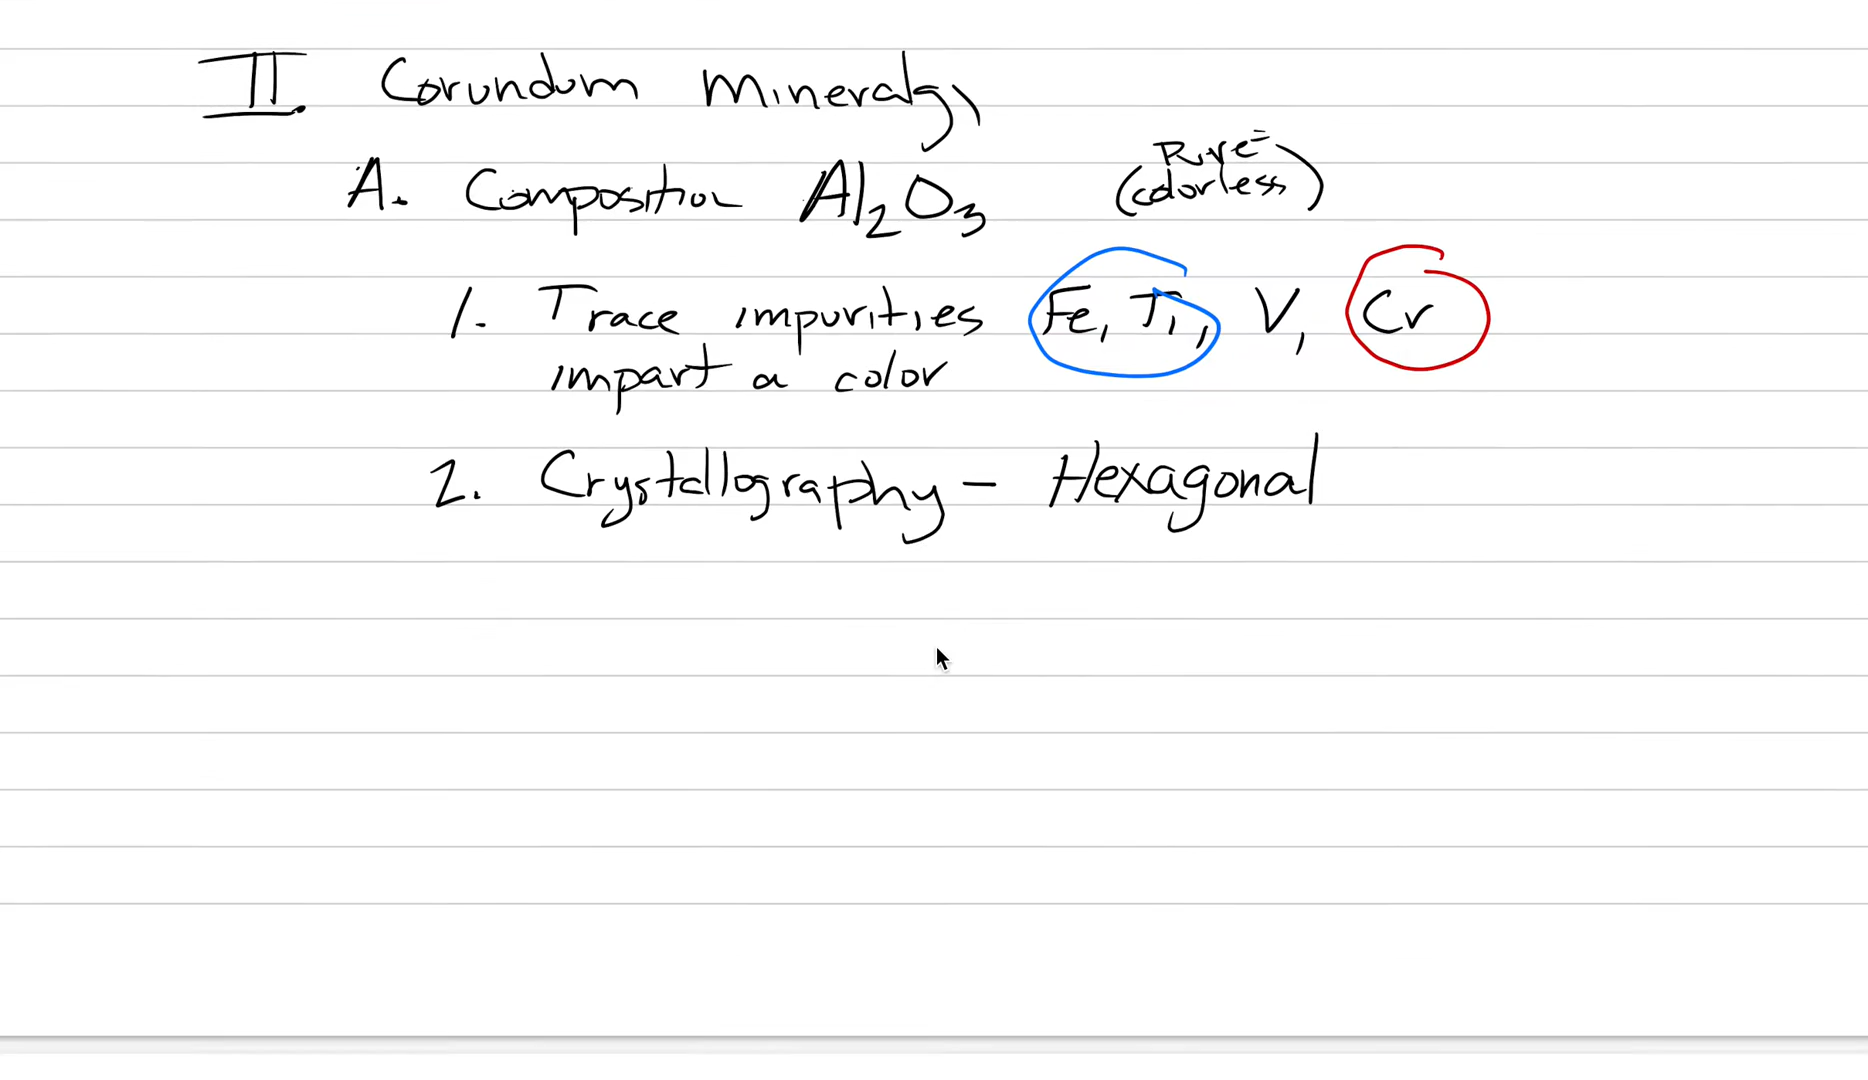 II. Corundum Mineralogy
A. Composition Al₂O₃ (Pure = colorless)
1. Trace impurities Fe, Ti, V, Cr
impart a color
2. Crystallography - Hexagonal